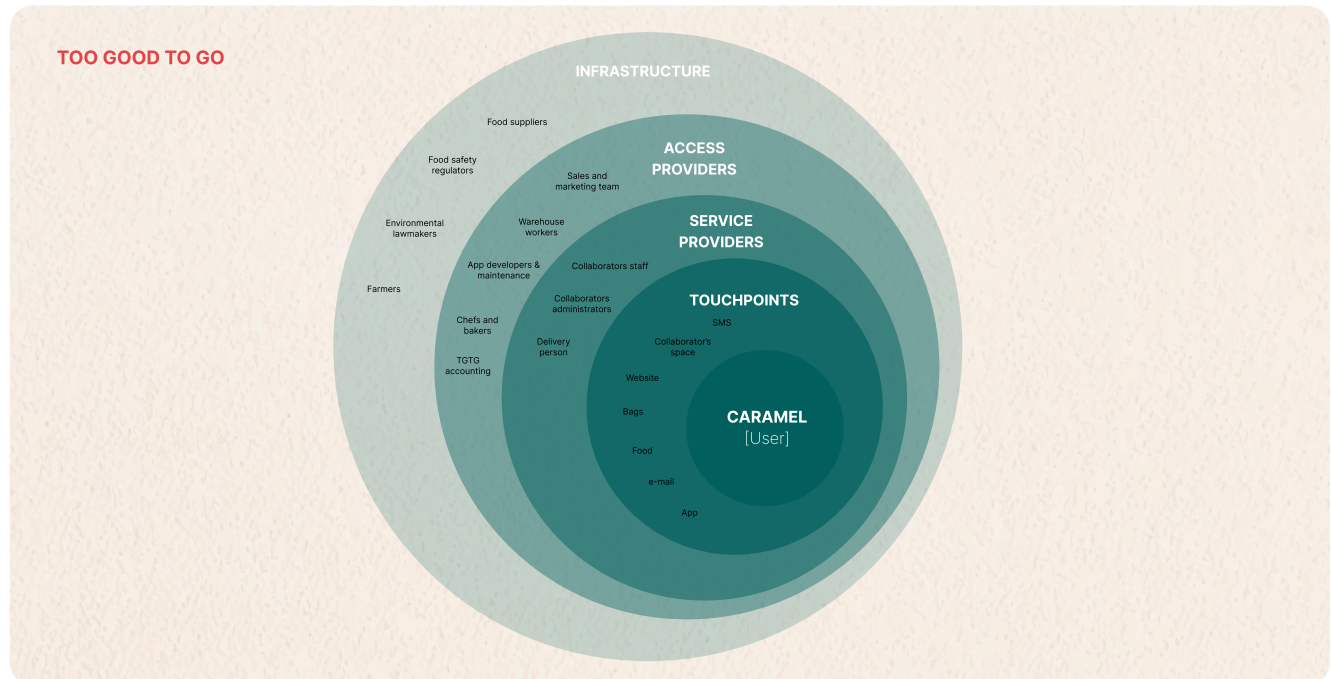 TOO GOOD TO GO
INFRASTRUCTURE
Food suppliers
Food safety
regulators
Environmental
lawmakers
Farmers
ACCESS
PROVIDERS
Sales and
marketing team
Warehouse
workers
App developers &
maintenance
Chefs and
bakers
TGTG
accounting
SERVICE
PROVIDERS
Collaborators staff
Collaborators
administrators
Delivery
person
TOUCHPOINTS
SMS
Collaborator's
space
Website
Bags
Food
e-mail
App
CARAMEL
[User]